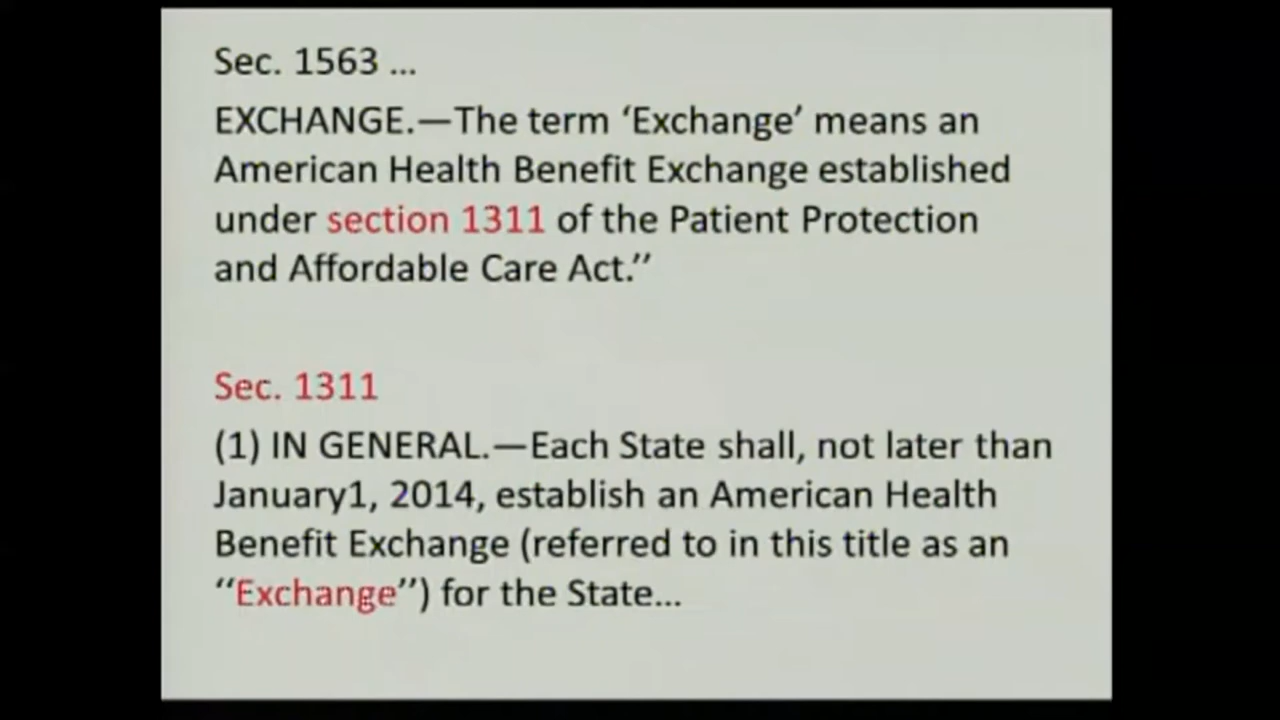 Sec. 1563 ...
EXCHANGE.—The term ‘Exchange’ means an
American Health Benefit Exchange established
under section 1311 of the Patient Protection
and Affordable Care Act.”
Sec. 1311
(1) IN GENERAL.—Each State shall, not later than
January1, 2014, establish an American Health
Benefit Exchange (referred to in this title as an
“Exchange”) for the State...